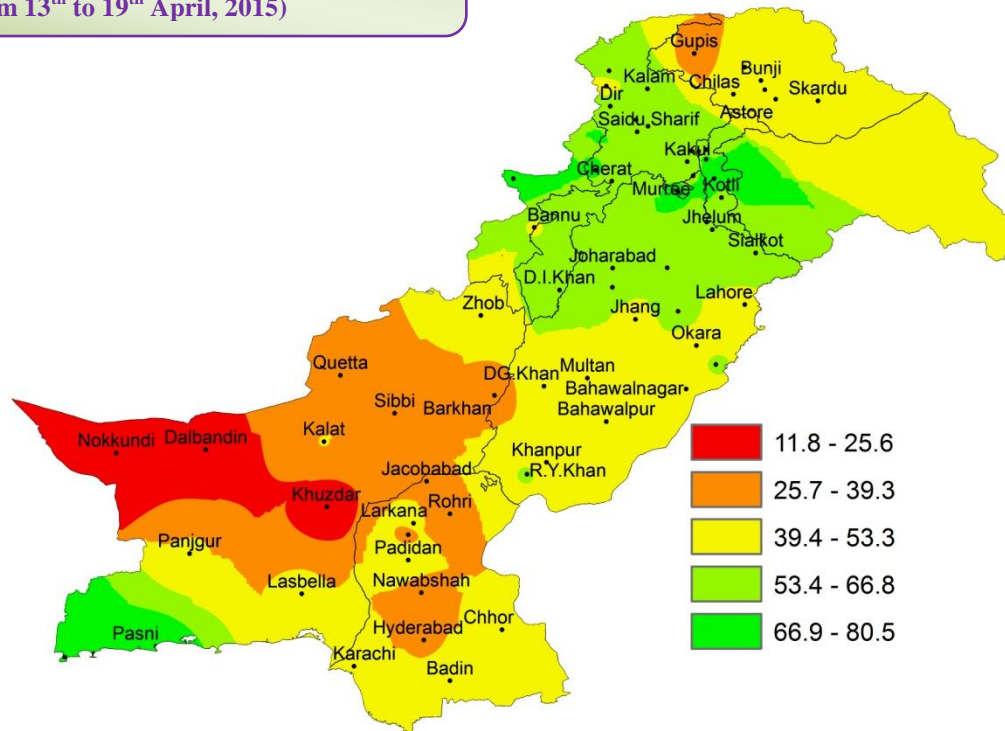 m 13th to 19th April, 2015)
Gupis
Kalam
Bunji
Chilas
Skardu
Dir
Astore
Saidu Sharif
Kakul
Cherat
Murree
Kotli
Bannu
Jhelum
Sialkot
Joharabad
D.I.Khan
Zhob
Jhang
Lahore
Okara
Quetta
DG.Khan
Multan
Bahawalnagar
Sibbi
Barkhan
Bahawalpur
Kalat
Nokkundi
Dalbandin
Khanpur
R.Y.Khan
Jacobabad
Khuzdar
Larkana
Rohri
Panjgur
Padidan
Lasbella
Nawabshah
Pasni
Hyderabad
Chhor
Karachi
Badin
11.8 - 25.6
25.7 - 39.3
39.4 - 53.3
53.4 - 66.8
66.9 - 80.5